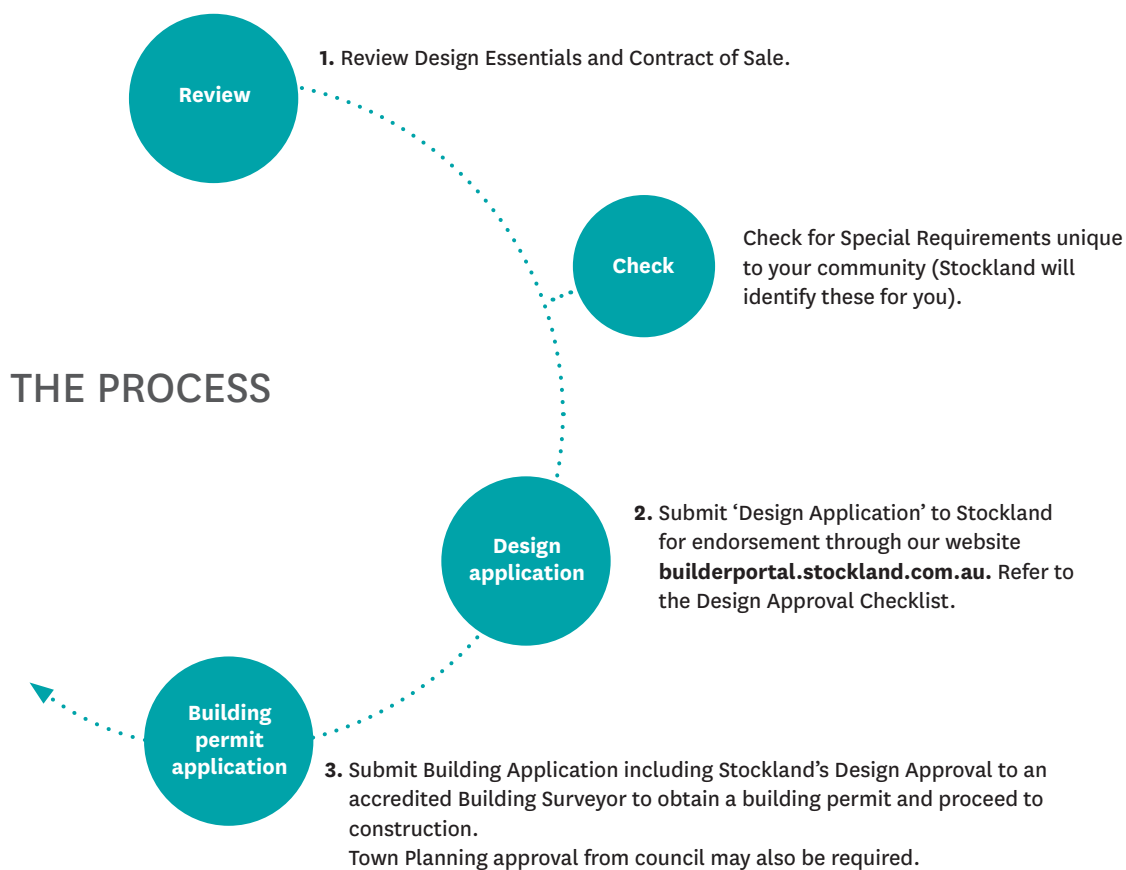 1. Review Design Essentials and Contract of Sale.
Review
Check
Check for Special Requirements unique
to your community (Stockland will
identify these for you).
THE PROCESS
Design
application
2. Submit ‘Design Application’ to Stockland
for endorsement through our website
builderportal.stockland.com.au. Refer to
the Design Approval Checklist.
Building
permit
application
3. Submit Building Application including Stockland’s Design Approval to an
accredited Building Surveyor to obtain a building permit and proceed to
construction.
Town Planning approval from council may also be required.